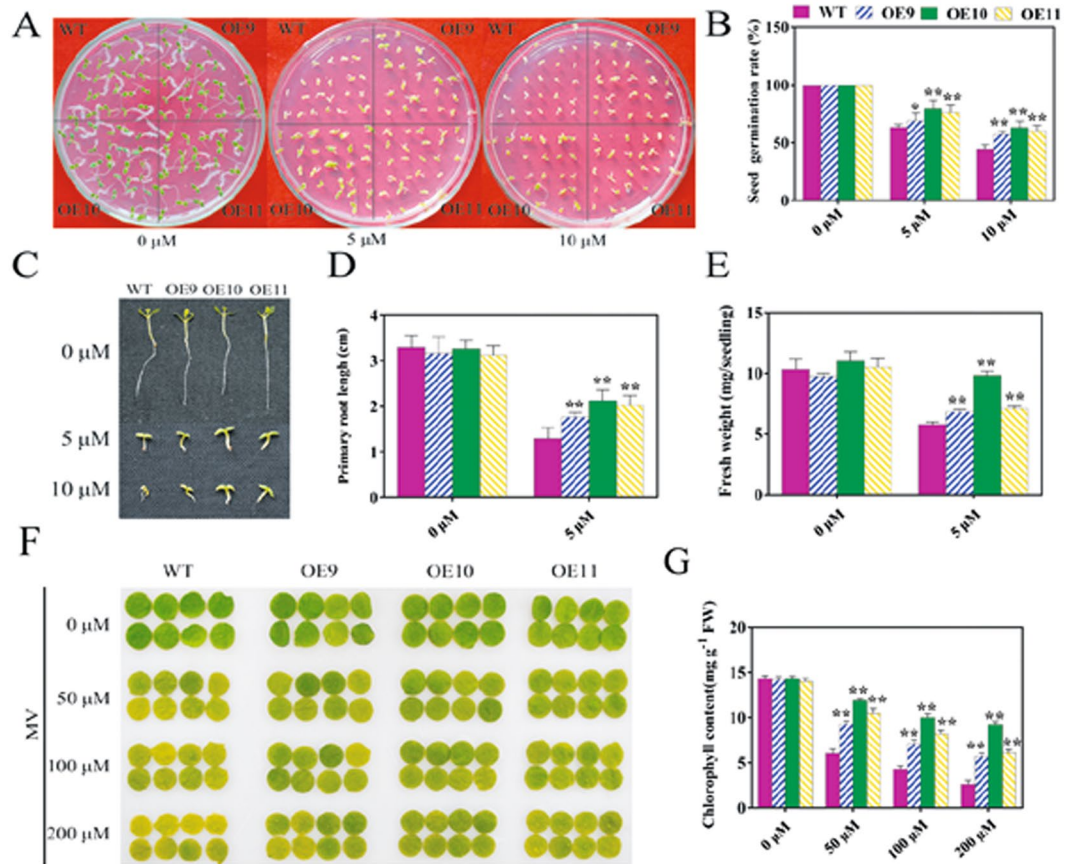 A
WT
OE9
OE10
OE11
0 μM
WT
OE9
OE10
OE11
5 μM
WT
OE9
OE10
OE11
10 μM
B
WT OE9 OE10 OE11
Seed germination rate (%)
150
100
50
0
* ** **
** ** **
0 μM 5 μM 10 μM
C
WT OE9 OE10 OE11
0 μM
5 μM
10 μM
D
Primary root lengh (cm)
4
3
2
1
0
** ** **
0 μM 5 μM
E
Fresh weight (mg/seedling)
15
10
5
0
** ** **
0 μM 5 μM
F
WT OE9 OE10 OE11
MV
0 μM
50 μM
100 μM
200 μM
G
Chlorophyll content(mg g⁻¹ FW)
20
15
10
5
0
** ** **
** ** **
** ** **
0 μM 50 μM 100 μM 200 μM